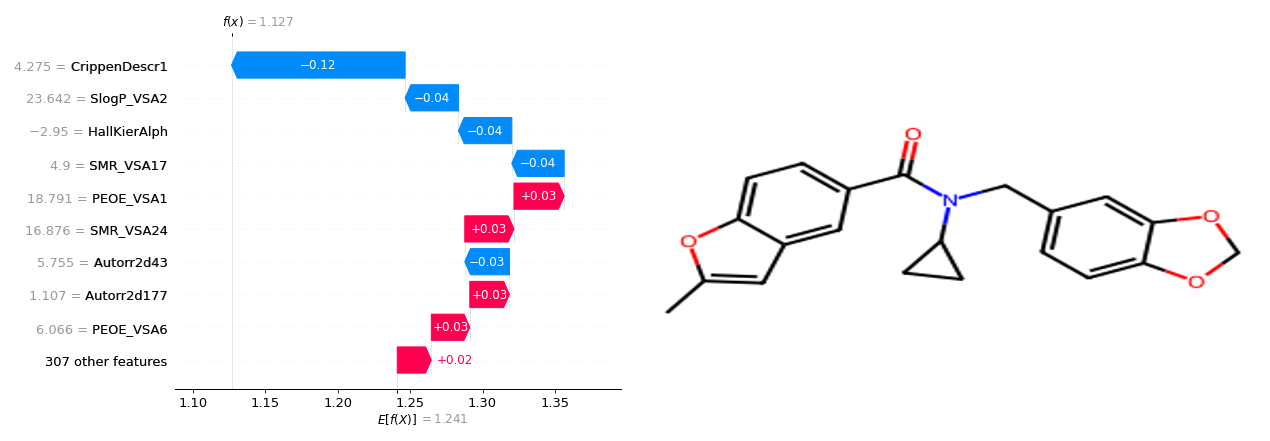 f(x) = 1.127
4.275 = CrippenDescr1
−0.12
23.642 = SlogP_VSA2
−0.04
−2.95 = HallKierAlph
−0.04
4.9 = SMR_VSA17
−0.04
18.791 = PEOE_VSA1
+0.03
16.876 = SMR_VSA24
+0.03
5.755 = Autorr2d43
−0.03
1.107 = Autorr2d177
+0.03
6.066 = PEOE_VSA6
+0.03
307 other features
+0.02
1.10 1.15 1.20 1.25 1.30 1.35
E[f(X)] = 1.241
O
N
O
O
O